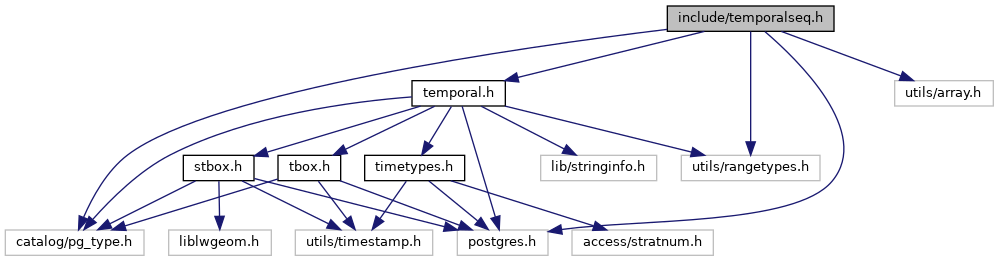 include/temporalseq.h
temporal.h
utils/array.h
stbox.h
tbox.h
timetypes.h
lib/stringinfo.h
utils/rangetypes.h
catalog/pg_type.h
liblwgeom.h
utils/timestamp.h
postgres.h
access/stratnum.h